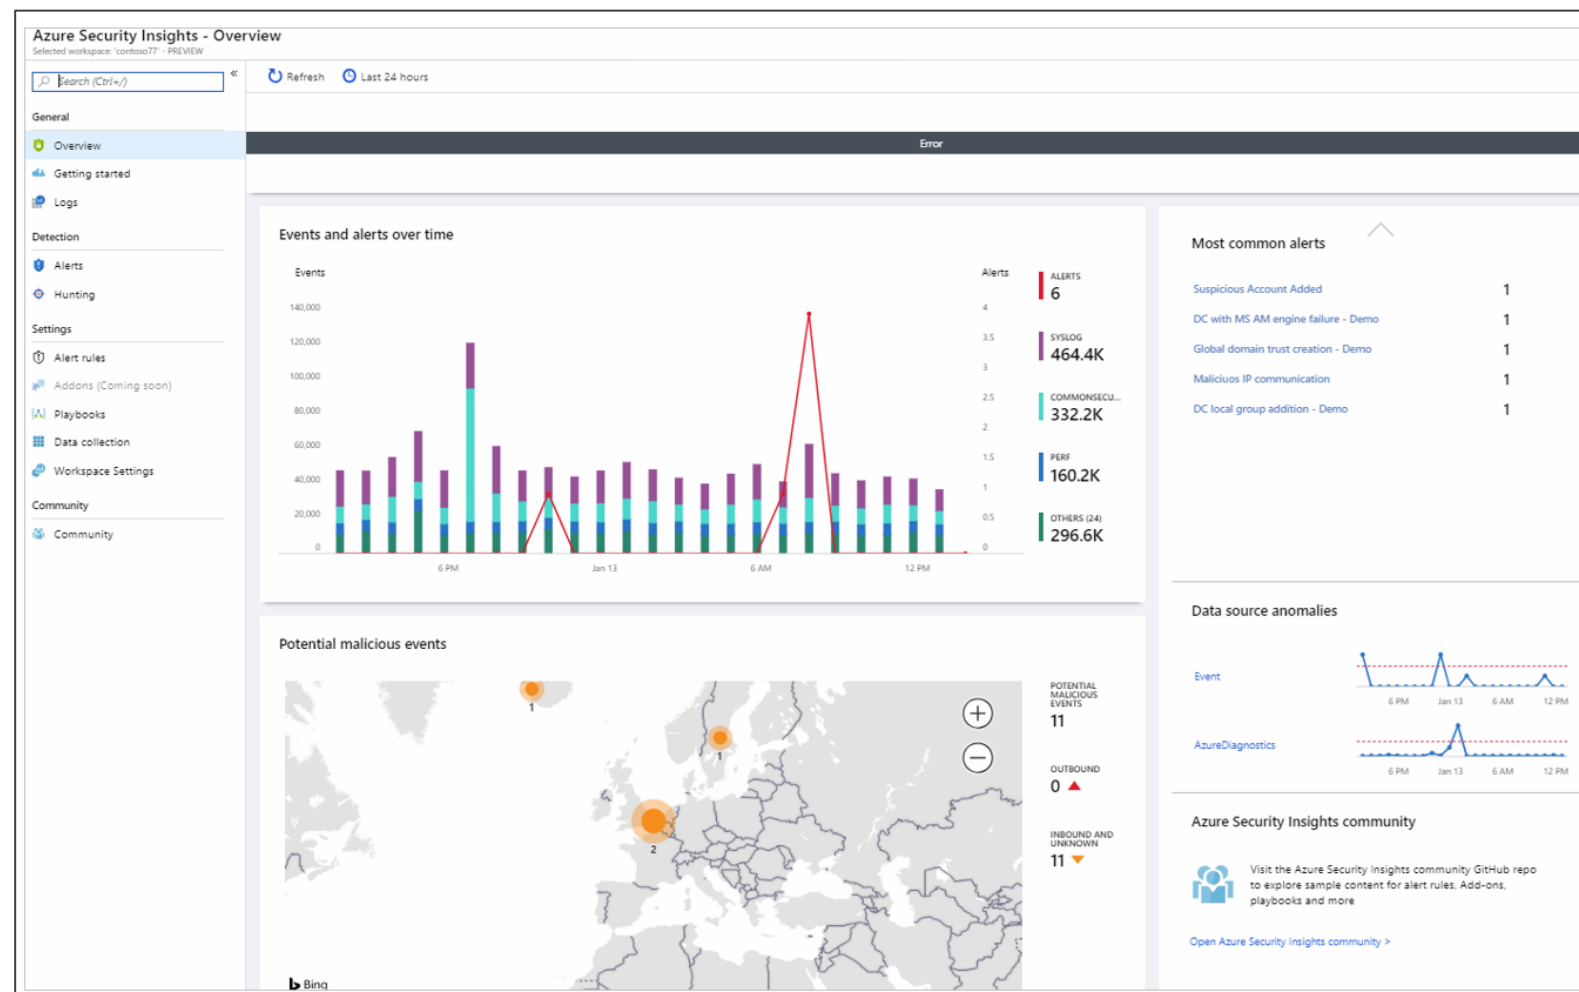 Azure Security Insights - Overview
Selected workspace: 'contoso77' - PREVIEW
Search (Ctrl+/)
«
Refresh
Last 24 hours
General
Overview
Getting started
Logs
Detection
Alerts
Hunting
Settings
Alert rules
Addons (Coming soon)
Playbooks
Data collection
Workspace Settings
Community
Community
Error
Events and alerts over time
Events
Alerts
140,000
120,000
100,000
80,000
60,000
40,000
20,000
0
4
3.5
3
2.5
2
1.5
1
0.5
0
6 PM
Jan 13
6 AM
12 PM
ALERTS
6
SYSLOG
464.4K
COMMONSECU...
332.2K
PERF
160.2K
OTHERS (24)
296.6K
Potential malicious events
1
1
2
Bing
POTENTIAL
MALICIOUS
EVENTS
11
OUTBOUND
0
INBOUND AND
UNKNOWN
11
Most common alerts
Suspicious Account Added 1
DC with MS AM engine failure - Demo 1
Global domain trust creation - Demo 1
Maliciuos IP communication 1
DC local group addition - Demo 1
Data source anomalies
Event
6 PM Jan 13 6 AM 12 PM
AzureDiagnostics
6 PM Jan 13 6 AM 12 PM
Azure Security Insights community
Visit the Azure Security Insights community GitHub repo
to explore sample content for alert rules, Add-ons,
playbooks and more
Open Azure Security Insights community >